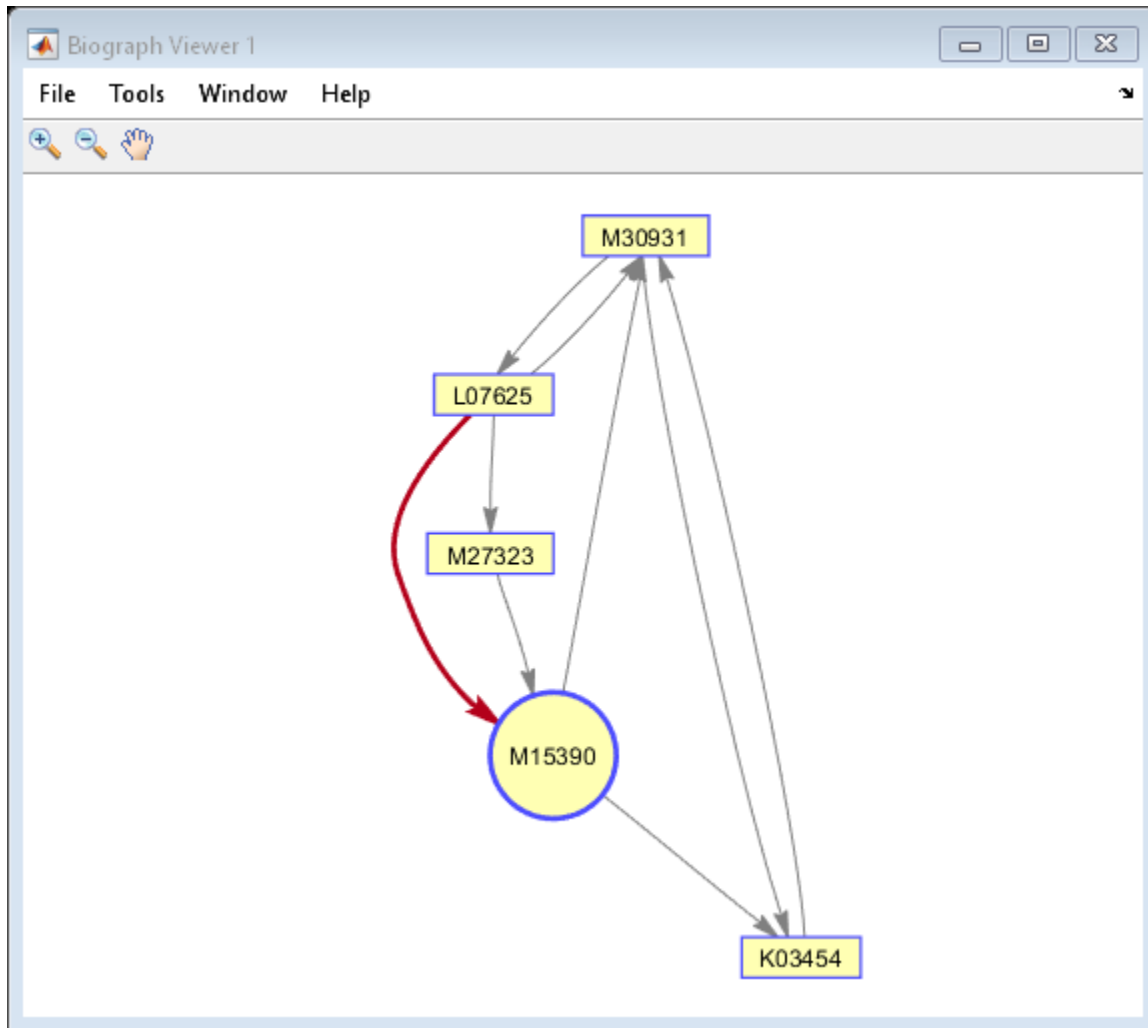 Biograph Viewer 1
File Tools Window Help
M30931
L07625
M27323
M15390
K03454